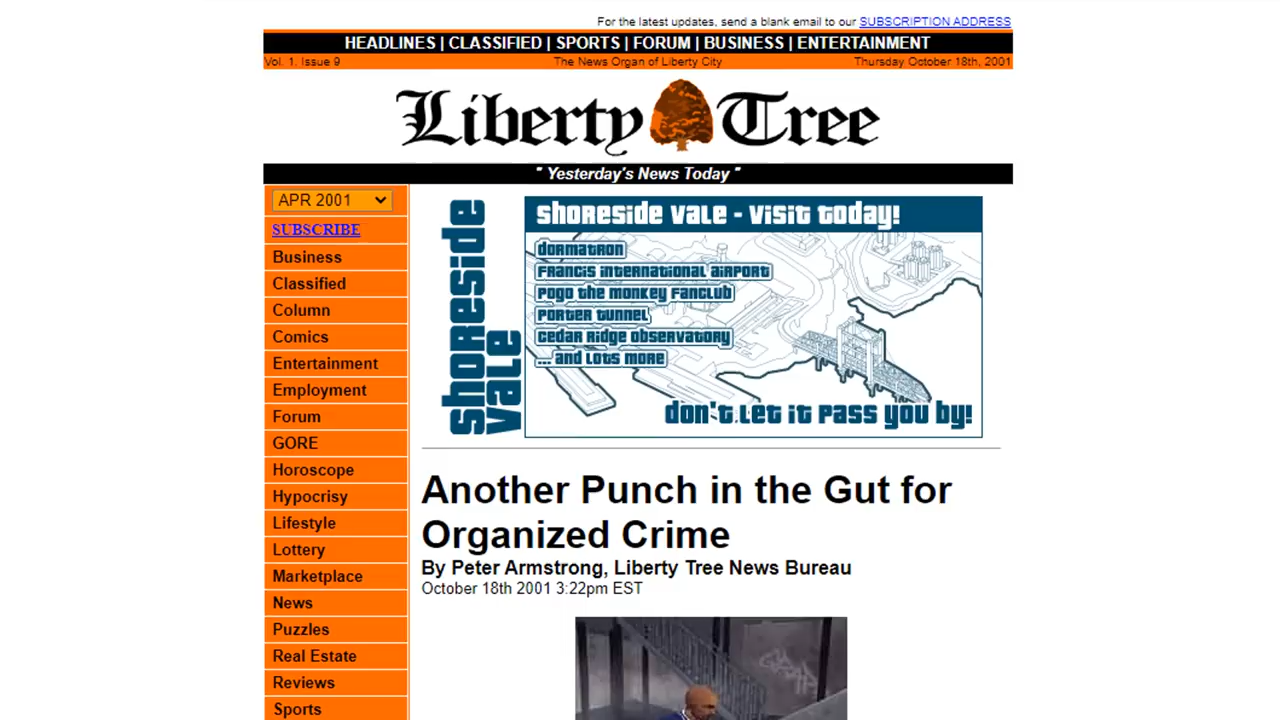 For the latest updates, send a blank email to our SUBSCRIPTION ADDRESS
HEADLINES | CLASSIFIED | SPORTS | FORUM | BUSINESS | ENTERTAINMENT
Vol. 1. Issue 9 The News Organ of Liberty City Thursday October 18th, 2001
Liberty Tree
" Yesterday's News Today "
APR 2001
SUBSCRIBE
Business
Classified
Column
Comics
Entertainment
Employment
Forum
GORE
Horoscope
Hypocrisy
Lifestyle
Lottery
Marketplace
News
Puzzles
Real Estate
Reviews
Sports
shoreside vale
shoreside vale - visit today!
dormatron
francis international airport
pogo the monkey fanclub
porter tunnel
cedar ridge observatory
... and lots more
don't let it pass you by!
Another Punch in the Gut for
Organized Crime
By Peter Armstrong, Liberty Tree News Bureau
October 18th 2001 3:22pm EST